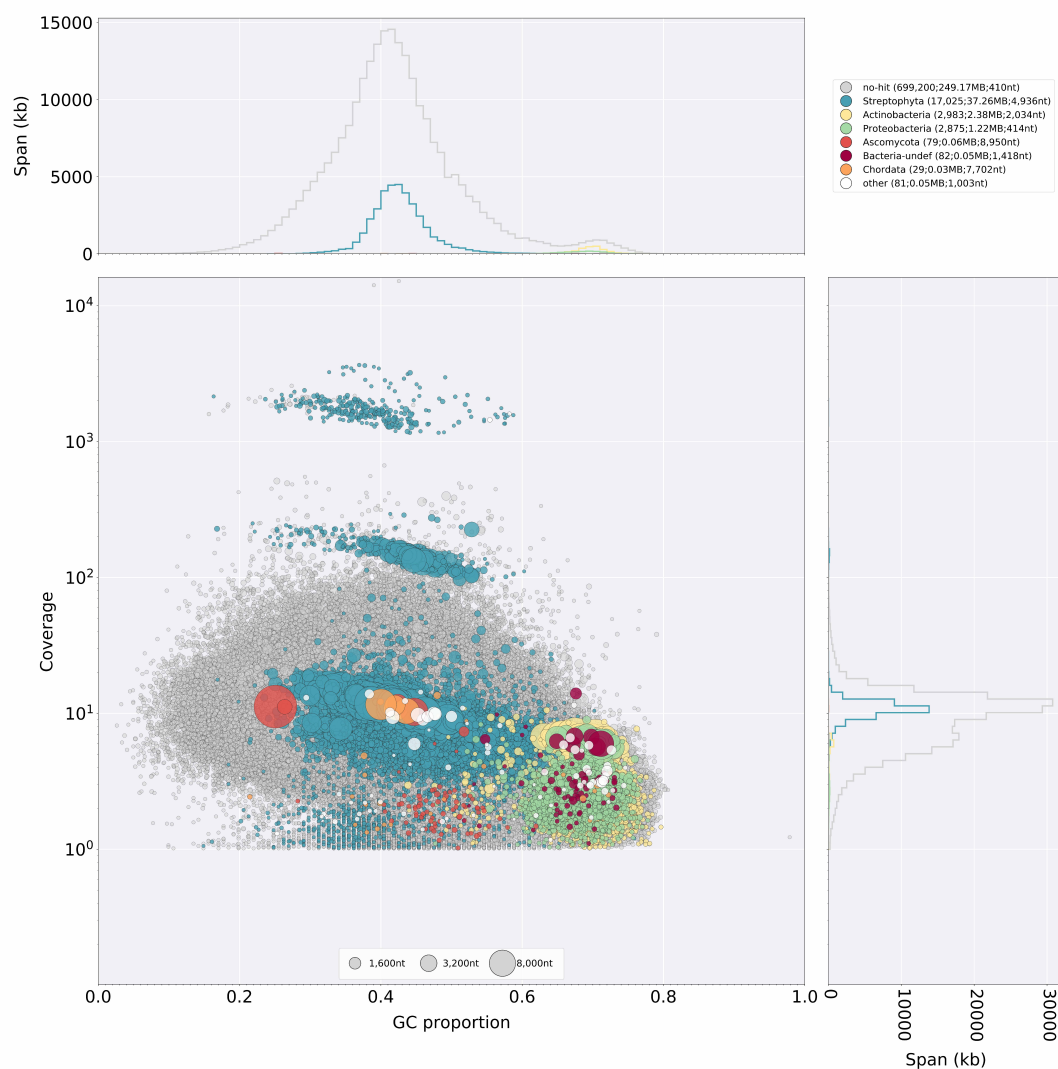 15000
10000
5000
0
Span (kb)
no-hit (699,200;249.17MB;410nt)
Streptophyta (17,025;37.26MB;4,936nt)
Actinobacteria (2,983;2.38MB;2,034nt)
Proteobacteria (2,875;1.22MB;414nt)
Ascomycota (79;0.06MB;8,950nt)
Bacteria-undef (82;0.05MB;1,418nt)
Chordata (29;0.03MB;7,702nt)
other (81;0.05MB;1,003nt)
10⁴
10³
10²
10¹
10⁰
Coverage
1,600nt 3,200nt 8,000nt
0.0 0.2 0.4 0.6 0.8 1.0
GC proportion
0 10000 20000 30000
Span (kb)